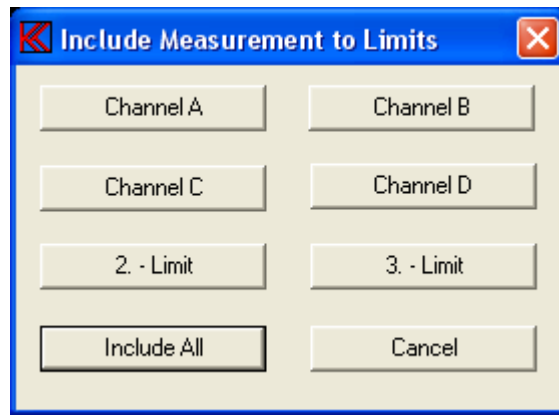 Include Measurement to Limits
Channel A
Channel B
Channel C
Channel D
2. - Limit
3. - Limit
Include All
Cancel